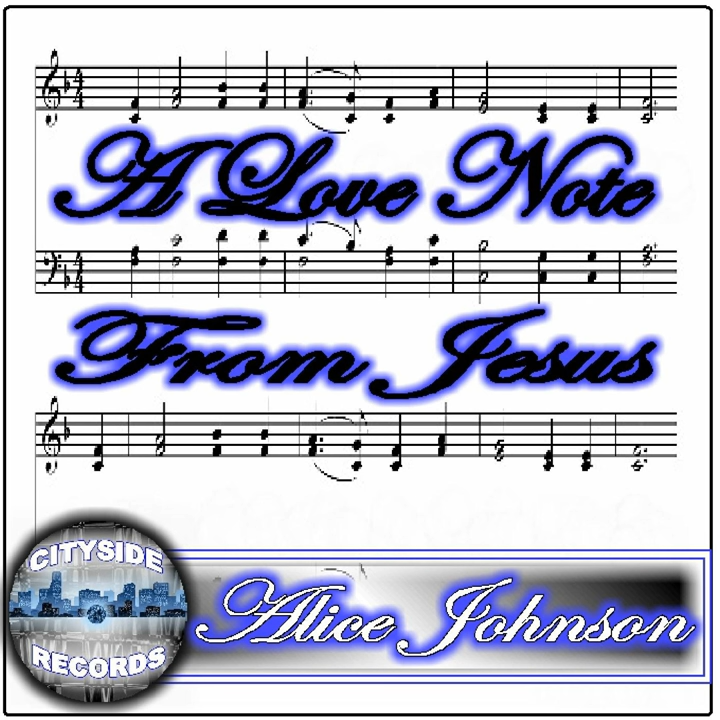 A Love Note
From Jesus
CITYSIDE
RECORDS
Alice Johnson